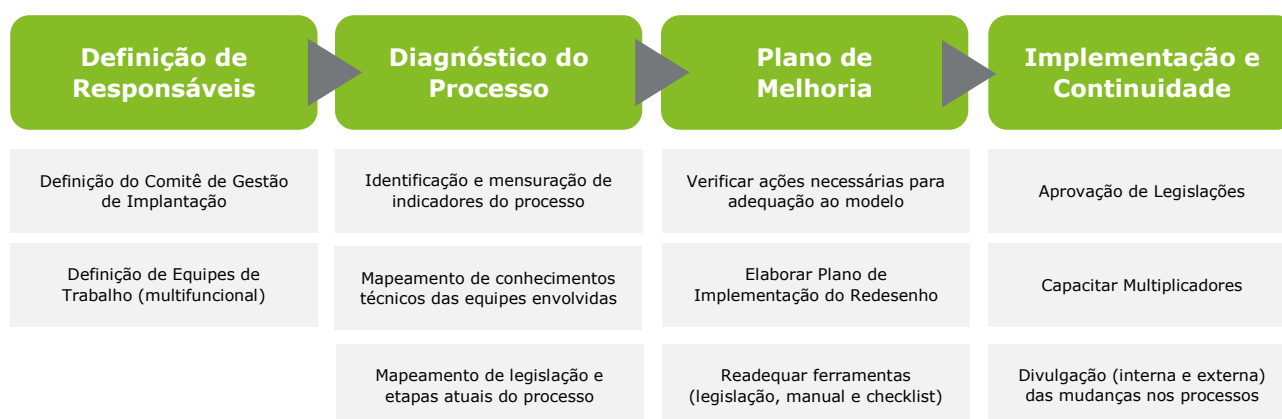 Definição de
Responsáveis
Diagnóstico do
Processo
Plano de
Melhoria
Implementação e
Continuidade
Definição do Comitê de Gestão
de Implantação
Identificação e mensuração de
indicadores do processo
Verificar ações necessárias para
adequação ao modelo
Aprovação de Legislações
Definição de Equipes de
Trabalho (multifuncional)
Mapeamento de conhecimentos
técnicos das equipes envolvidas
Elaborar Plano de
Implementação do Redesenho
Capacitar Multiplicadores
Mapeamento de legislação e
etapas atuais do processo
Readequar ferramentas
(legislação, manual e checklist)
Divulgação (interna e externa)
das mudanças nos processos